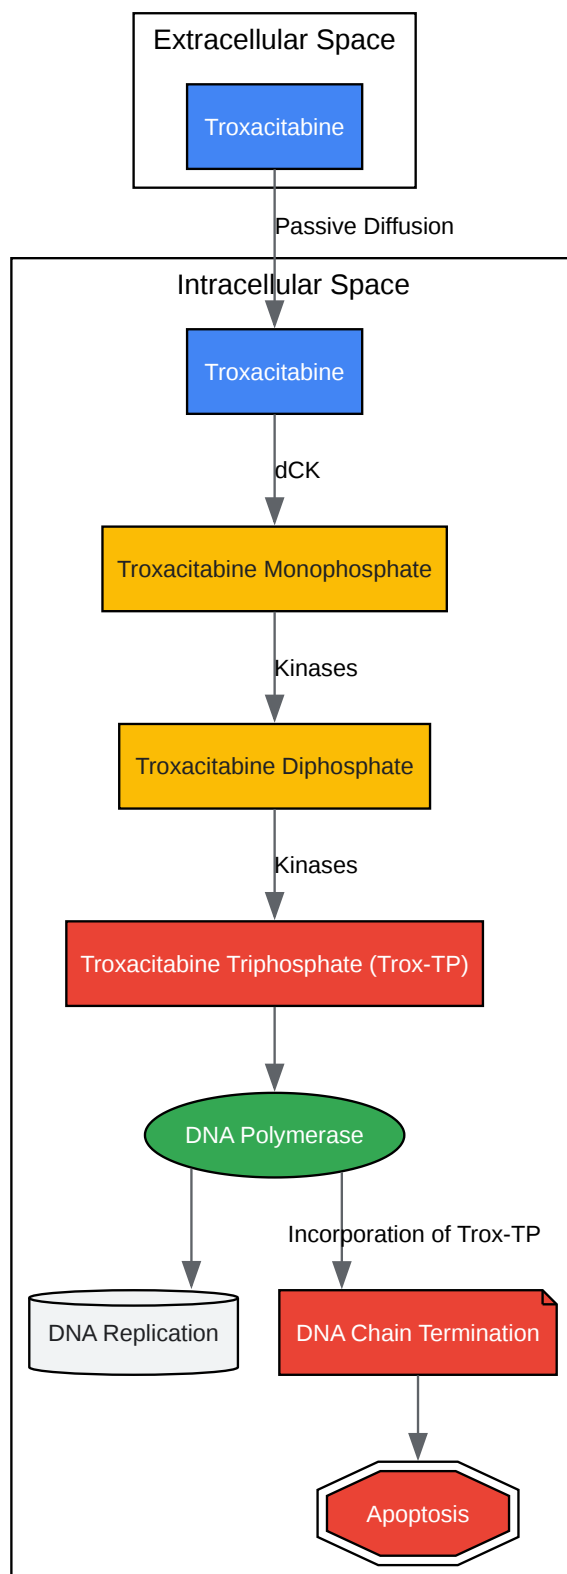 Extracellular Space
Troxacitabine
Passive Diffusion
Intracellular Space
Troxacitabine
dCK
Troxacitabine Monophosphate
Kinases
Troxacitabine Diphosphate
Kinases
Troxacitabine Triphosphate (Trox-TP)
DNA Polymerase
Incorporation of Trox-TP
DNA Replication
DNA Chain Termination
Apoptosis